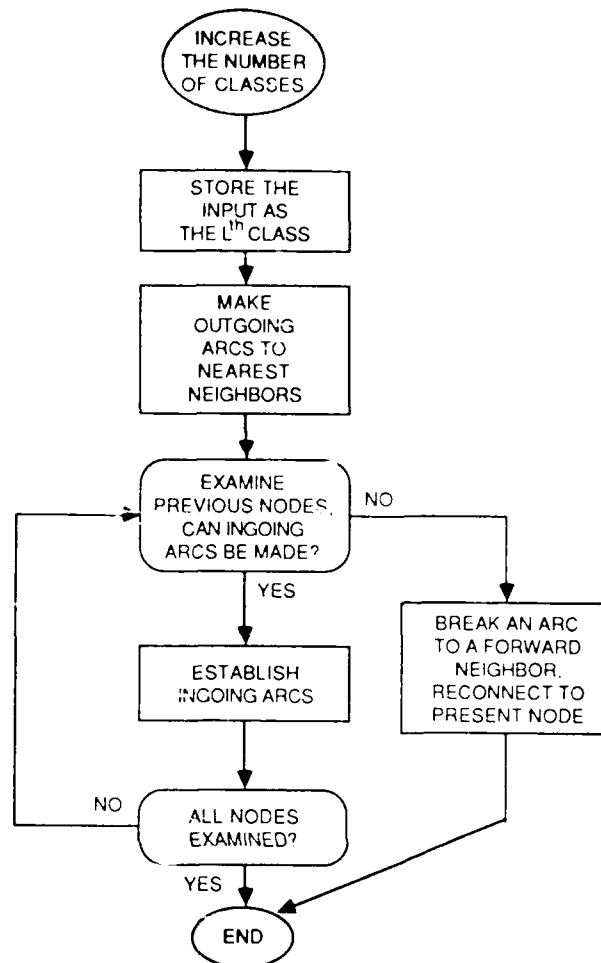 INCREASE
THE NUMBER
OF CLASSES
STORE THE
INPUT AS
THE Lth CLASS
MAKE
OUTGOING
ARCS TO
NEAREST
NEIGHBORS
EXAMINE
PREVIOUS NODES,
CAN INGOING
ARCS BE MADE?
NO
YES
BREAK AN ARC
TO A FORWARD
NEIGHBOR,
RECONNECT TO
PRESENT NODE
ESTABLISH
INGOING ARCS
NO
ALL NODES
EXAMINED?
YES
END